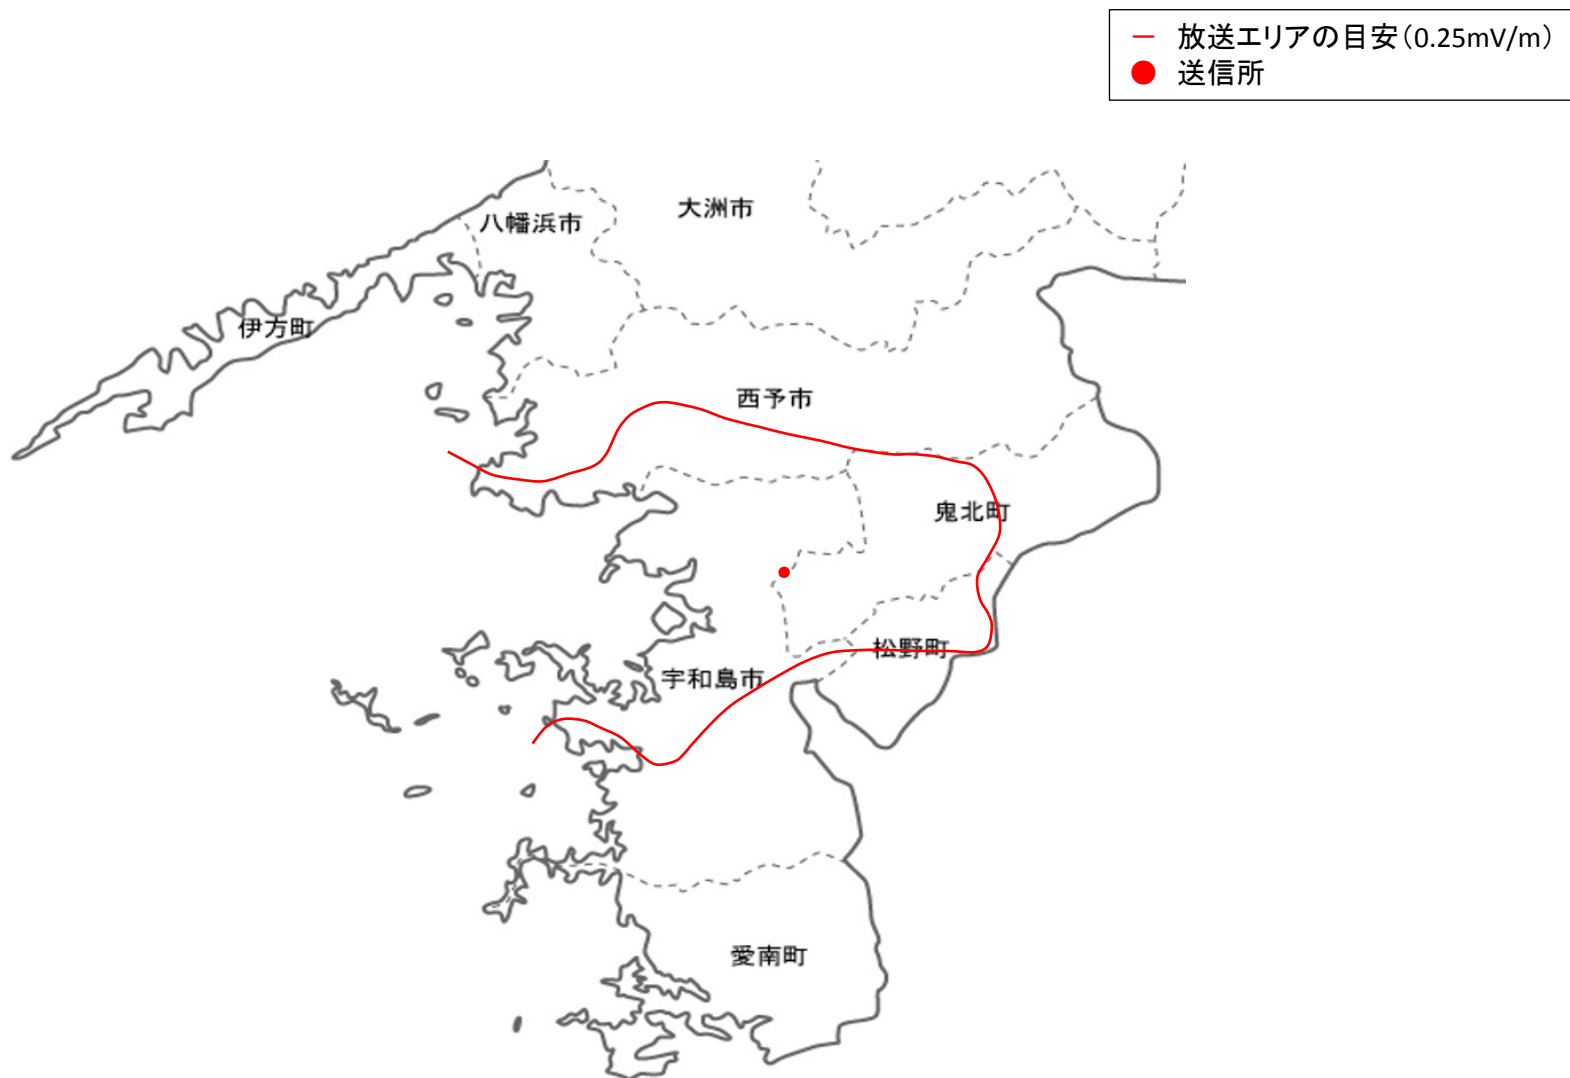 放送エリアの目安（0.25mV/m）
送信所
大洲市
八幡浜市
伊方町
西予市
鬼北町
松野町
宇和島市
愛南町